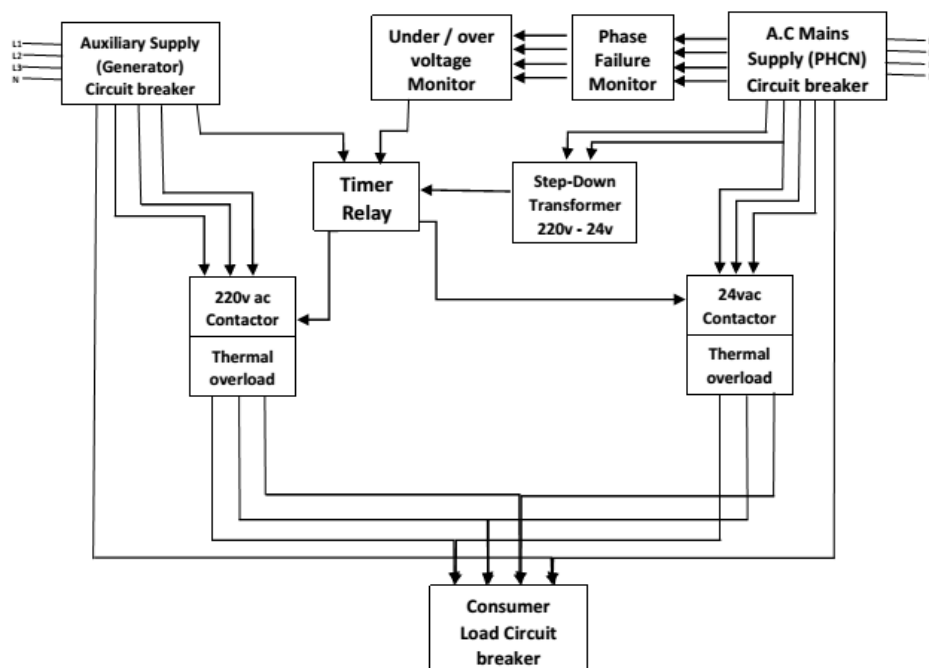 L1
L2
L3
N
Auxiliary Supply
(Generator)
Circuit breaker
Under / over
voltage
Monitor
Phase
Failure
Monitor
A.C Mains
Supply (PHCN)
Circuit breaker
Timer
Relay
Step-Down
Transformer
220v - 24v
220v ac
Contactor
Thermal
overload
24vac
Contactor
Thermal
overload
Consumer
Load Circuit
breaker